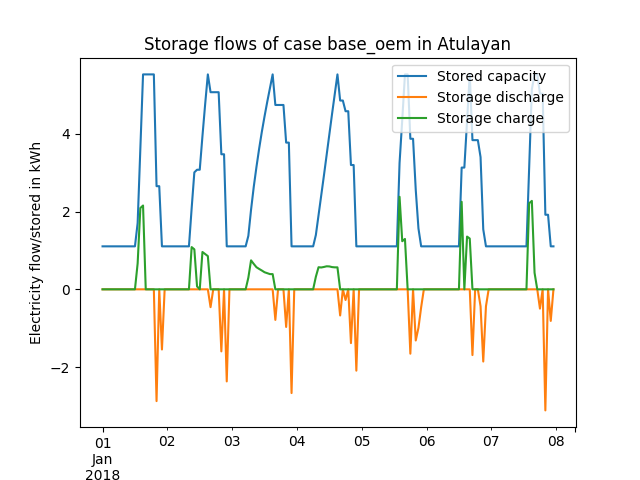 Storage flows of case base_oem in Atulayan
Stored capacity
Storage discharge
Storage charge
Electricity flow/stored in kWh
4
2
0
−2
01 02 03 04 05 06 07 08
Jan
2018